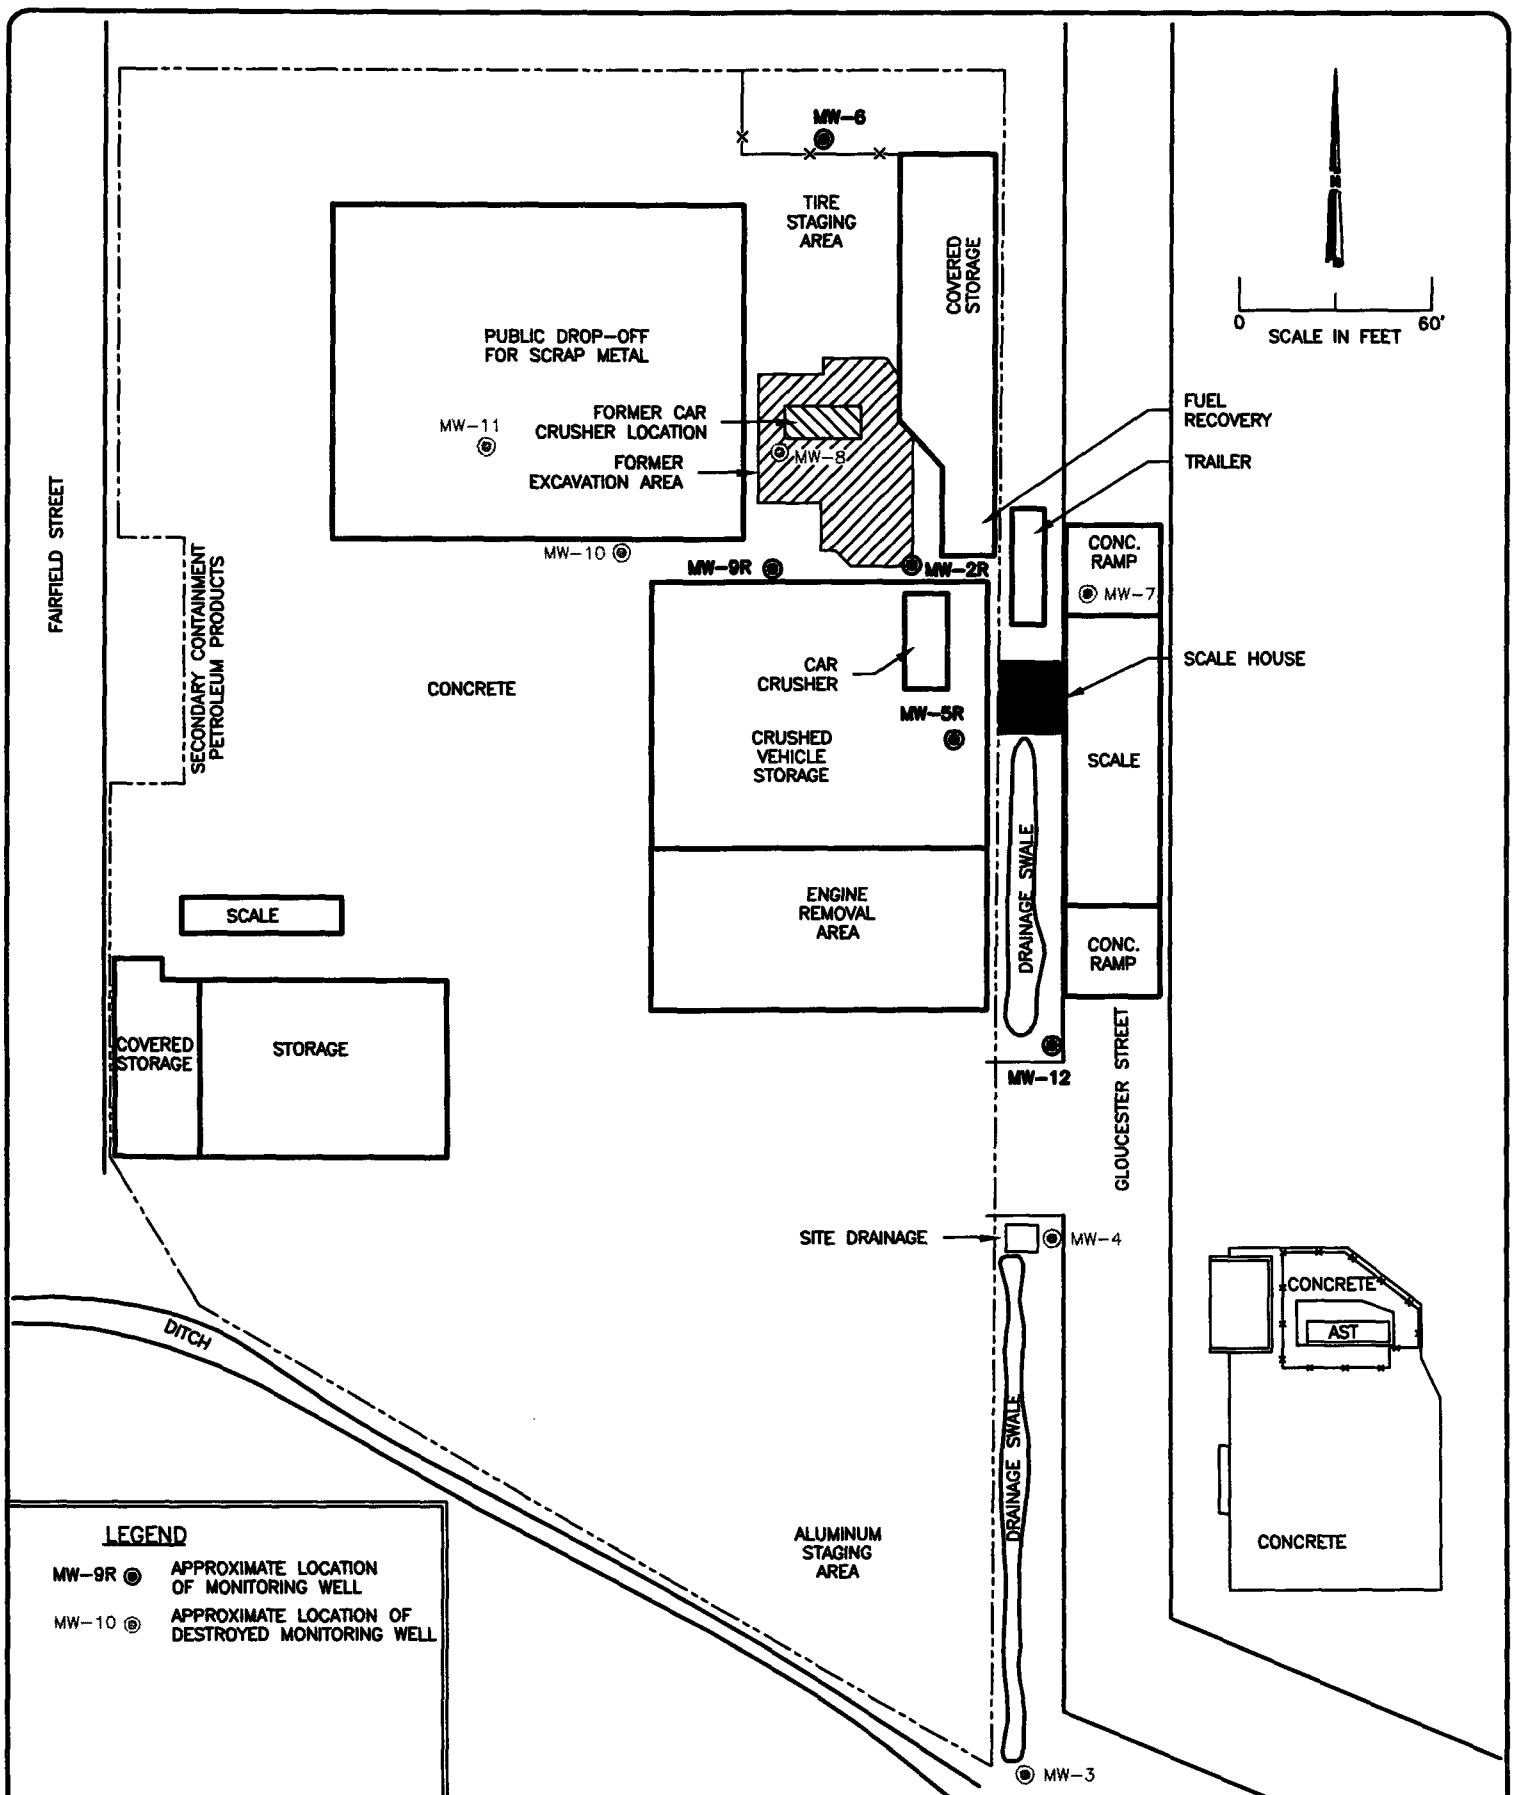 MW-6
TIRE
STAGING
AREA
COVERED
STORAGE
N
0
60'
SCALE IN FEET
PUBLIC DROP-OFF
FOR SCRAP METAL
FORMER CAR
CRUSHER LOCATION
MW-11
MW-8
FORMER
EXCAVATION AREA
FUEL
RECOVERY
TRAILER
FAIRFIELD STREET
SECONDARY CONTAINMENT
PETROLEUM PRODUCTS
MW-10
MW-9R
MW-2R
CONC.
RAMP
MW-7
CAR
CRUSHER
SCALE HOUSE
CONCRETE
MW-5R
CRUSHED
VEHICLE
STORAGE
SCALE
DRAINAGE SWALE
ENGINE
REMOVAL
AREA
SCALE
CONC.
RAMP
COVERED
STORAGE
STORAGE
MW-12
GLOUCESTER STREET
SITE DRAINAGE
MW-4
CONCRETE
AST
DITCH
DRAINAGE SWALE
ALUMINUM
STAGING
AREA
CONCRETE
LEGEND
MW-9R APPROXIMATE LOCATION
OF MONITORING WELL
MW-10 APPROXIMATE LOCATION OF
DESTROYED MONITORING WELL
MW-3